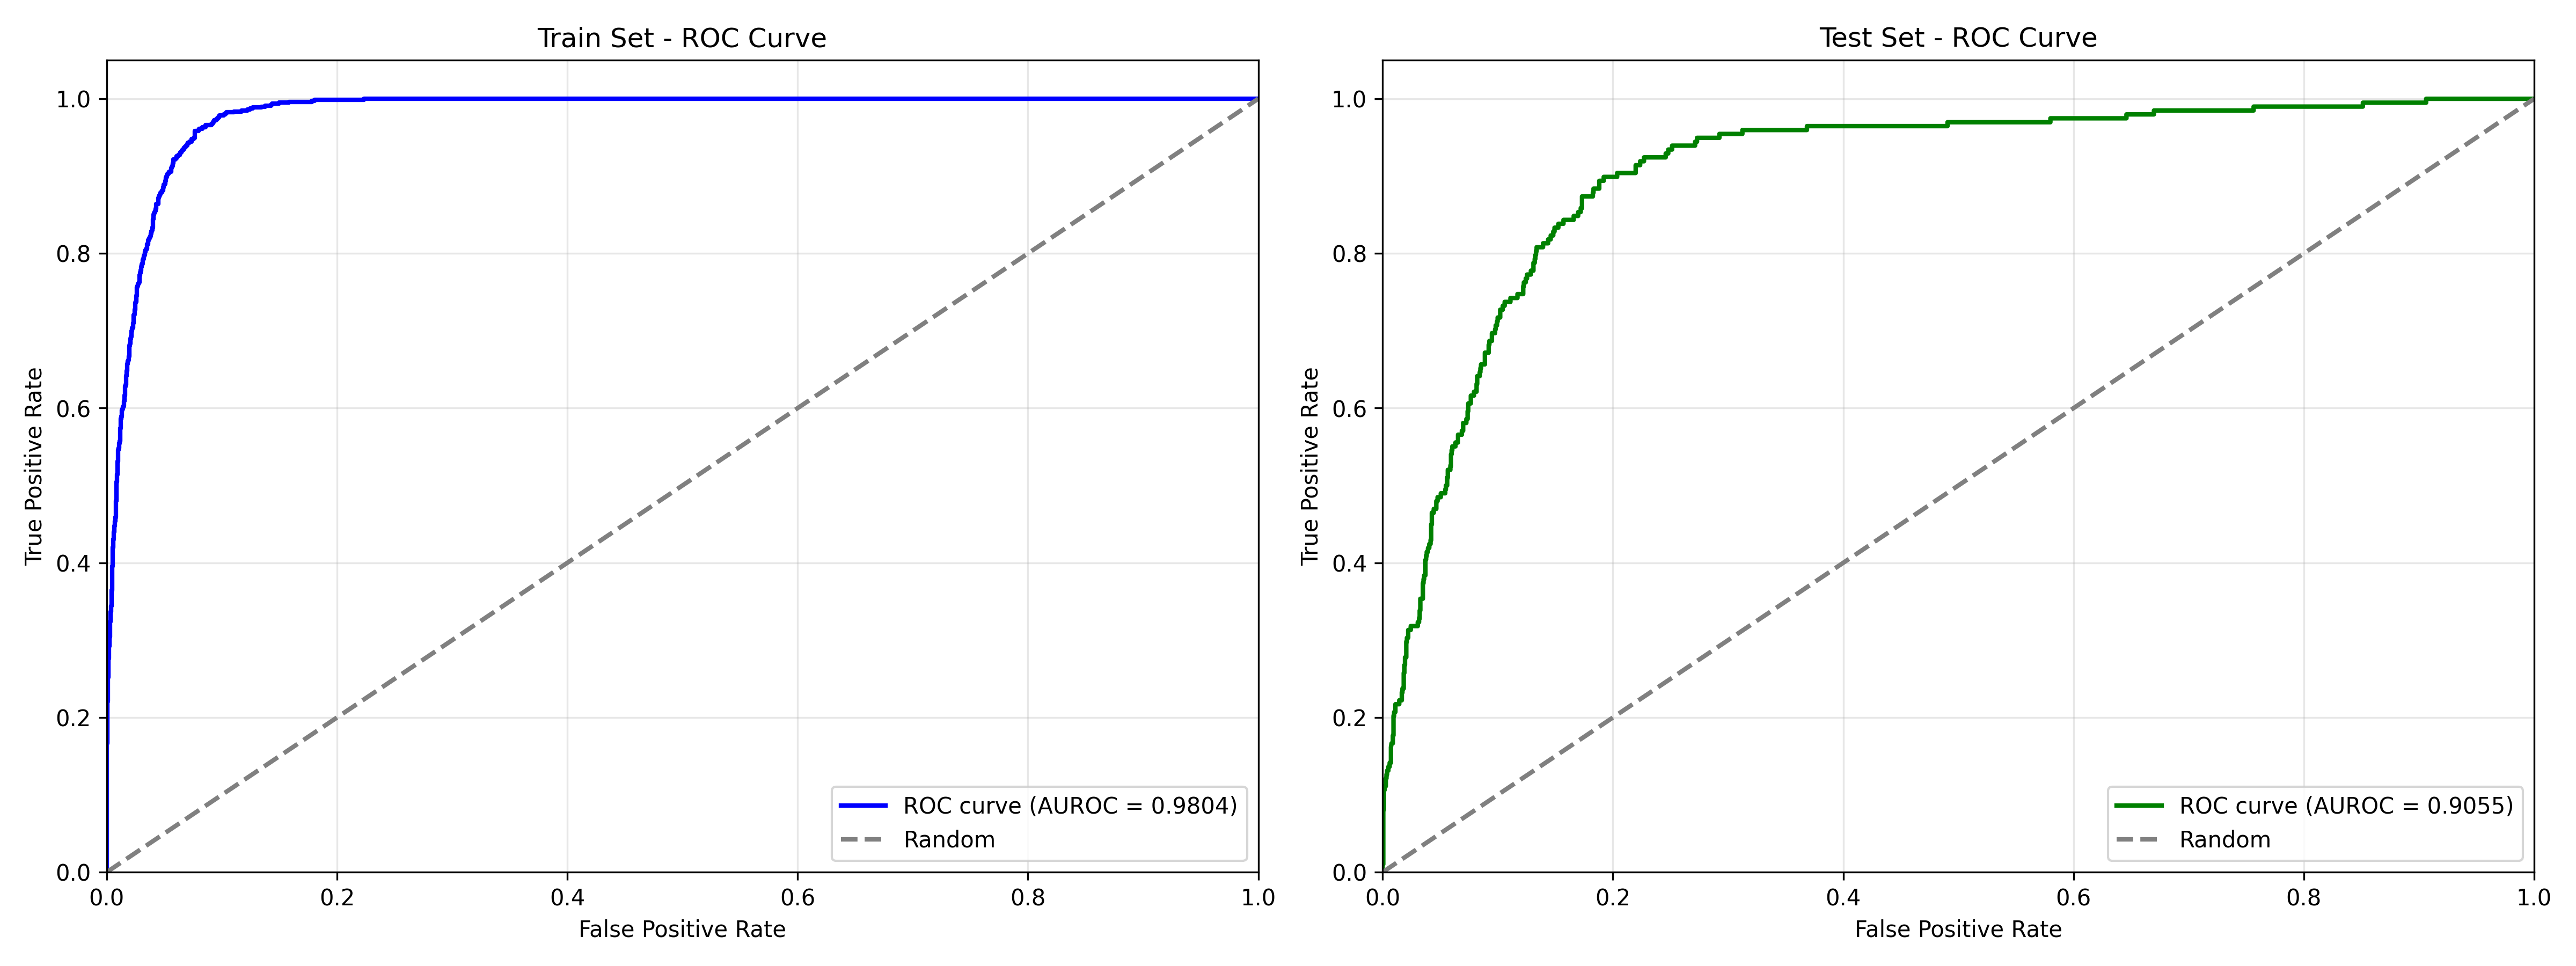 Train Set - ROC Curve
True Positive Rate
1.0
0.8
0.6
0.4
0.2
0.0
0.0 0.2 0.4 0.6 0.8 1.0
False Positive Rate
ROC curve (AUROC = 0.9804)
Random
Test Set - ROC Curve
True Positive Rate
1.0
0.8
0.6
0.4
0.2
0.0
0.0 0.2 0.4 0.6 0.8 1.0
False Positive Rate
ROC curve (AUROC = 0.9055)
Random